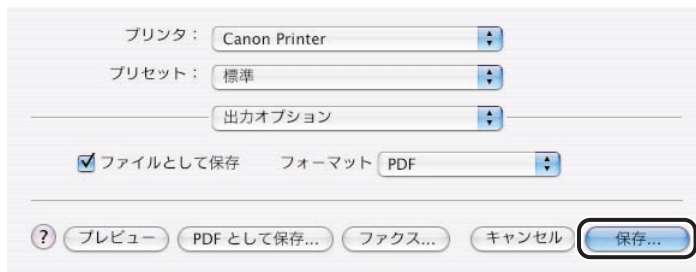 プリンタ： Canon Printer
プリセット： 標準
出力オプション
ファイルとして保存 フォーマット PDF
? プレビュー PDF として保存... ファクス... キャンセル 保存...